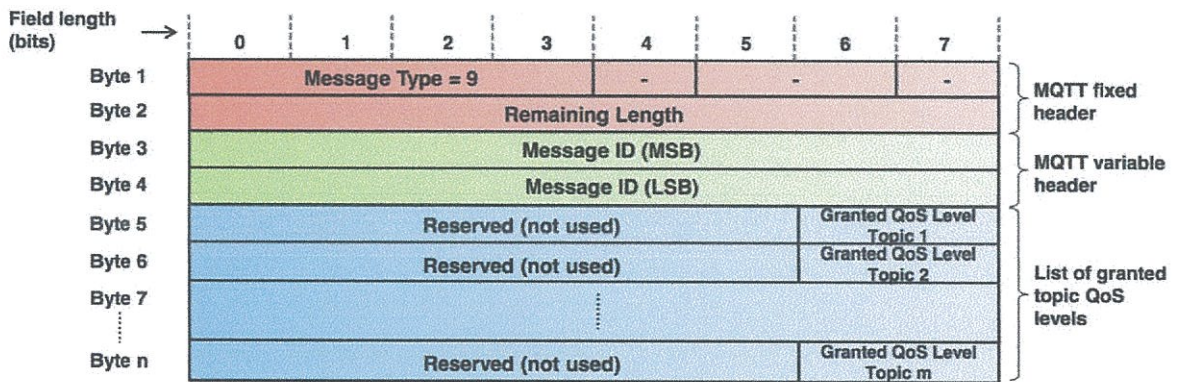 Field length
(bits)
0 1 2 3 4 5 6 7
Byte 1 Message Type = 9 - - -
Byte 2 Remaining Length
MQTT fixed
header
Byte 3 Message ID (MSB)
Byte 4 Message ID (LSB)
MQTT variable
header
Byte 5 Reserved (not used) Granted QoS Level
Topic 1
Byte 6 Reserved (not used) Granted QoS Level
Topic 2
Byte 7
List of granted
topic QoS
levels
Byte n Reserved (not used) Granted QoS Level
Topic m